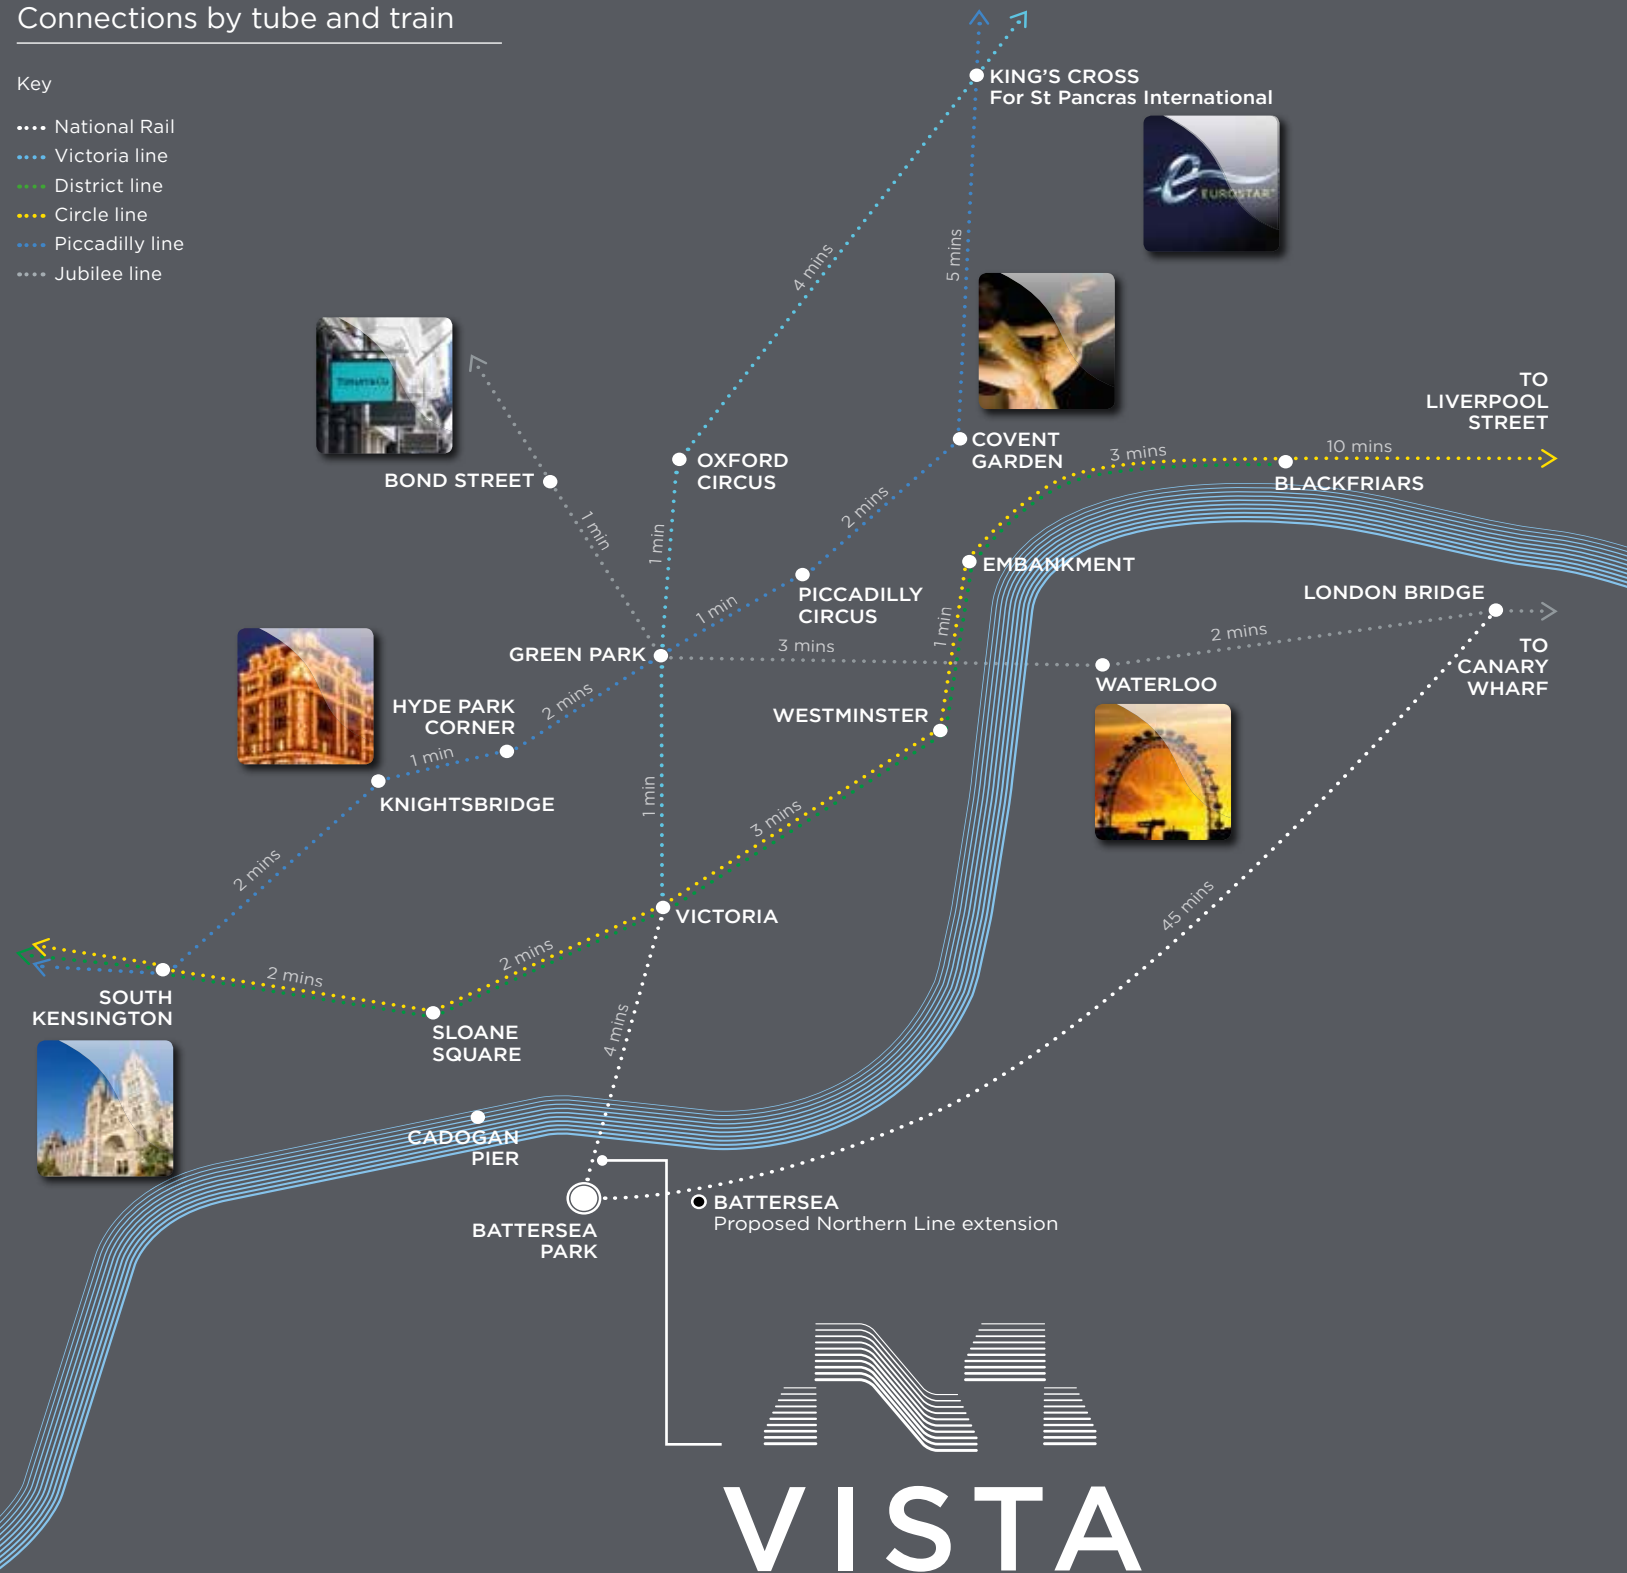 Connections by tube and train
Key
National Rail
Victoria line
District line
Circle line
Piccadilly line
Jubilee line
KING'S CROSS
For St Pancras International
EUROSTAR
4 mins
5 mins
TO
LIVERPOOL
STREET
TIFFANY & CO
COVENT
GARDEN
3 mins
10 mins
BLACKFRIARS
OXFORD
CIRCUS
BOND STREET
1 min
1 min
2 mins
EMBANKMENT
PICCADILLY
CIRCUS
LONDON BRIDGE
1 min
1 min
2 mins
GREEN PARK
3 mins
TO
CANARY
WHARF
WATERLOO
HYDE PARK
CORNER
2 mins
WESTMINSTER
1 min
KNIGHTSBRIDGE
1 min
3 mins
2 mins
45 mins
VICTORIA
2 mins
2 mins
SOUTH
KENSINGTON
SLOANE
SQUARE
4 mins
CADOGAN
PIER
BATTERSEA
PARK
BATTERSEA
Proposed Northern Line extension
VISTA